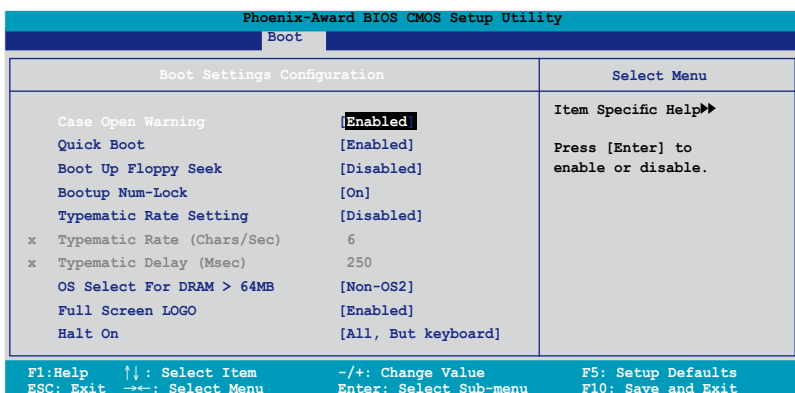 Phoenix-Award BIOS CMOS Setup Utility
Boot
Boot Settings Configuration
Select Menu
Case Open Warning [Enabled]
Quick Boot [Enabled]
Boot Up Floppy Seek [Disabled]
Bootup Num-Lock [On]
Typematic Rate Setting [Disabled]
x Typematic Rate (Chars/Sec) 6
x Typematic Delay (Msec) 250
OS Select For DRAM > 64MB [Non-OS2]
Full Screen LOGO [Enabled]
Halt On [All, But keyboard]
Item Specific Help▶▶
Press [Enter] to
enable or disable.
F1:Help ↑↓: Select Item -/+: Change Value F5: Setup Defaults
ESC: Exit →←: Select Menu Enter: Select Sub-menu F10: Save and Exit